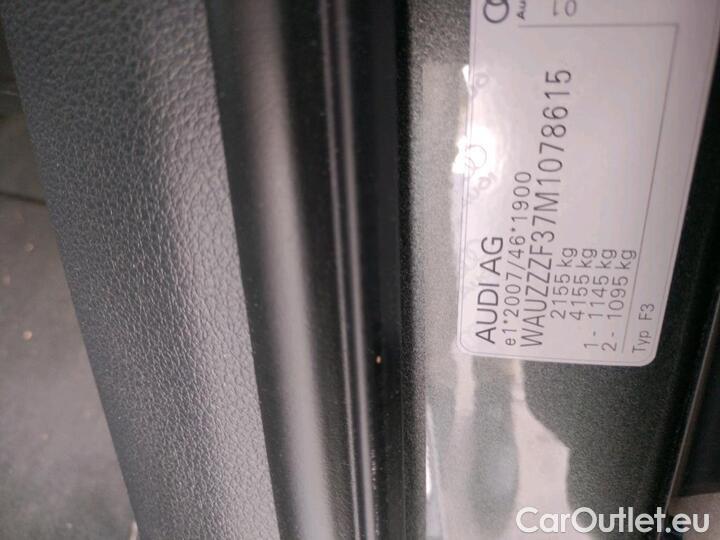 Au
AUDI AG
e1*2007/46*1900
WAUZZZF37M1078615
2155 kg
4155 kg
1 - 1145 kg
2 - 1095 kg
Typ F3
CarOutlet.eu